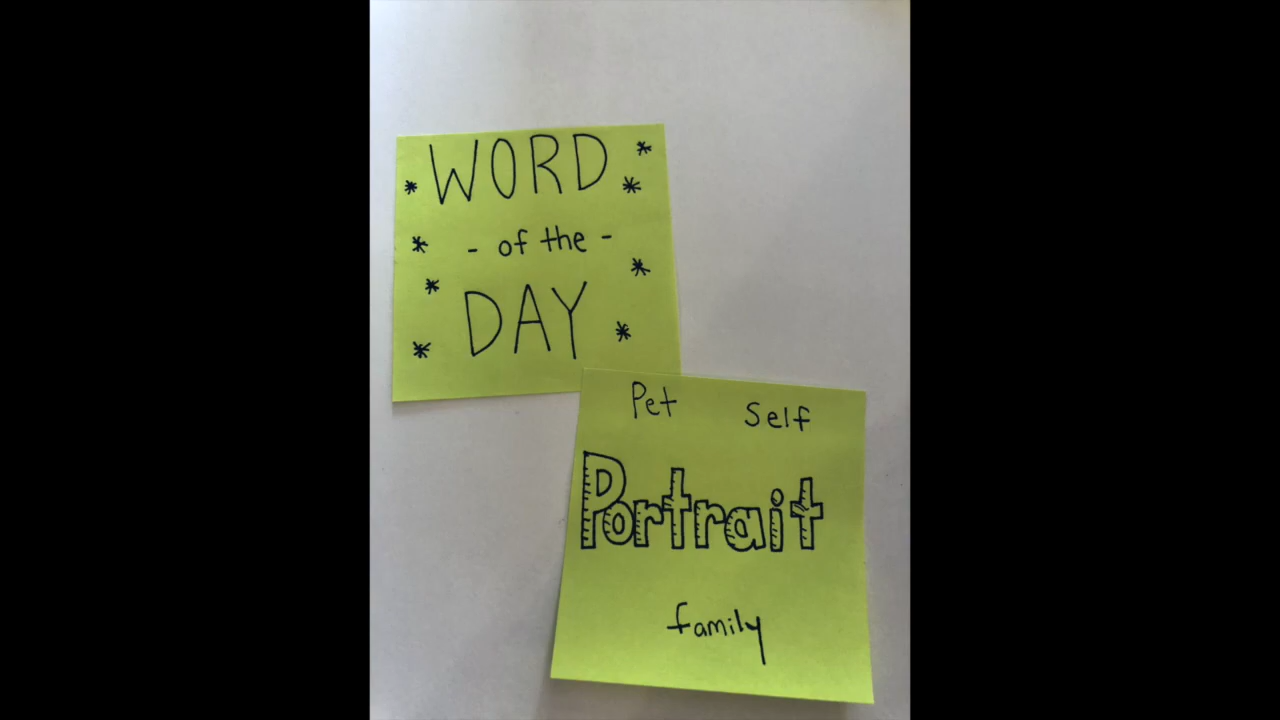 WORD
- of the -
DAY
Pet Self
Portrait
family